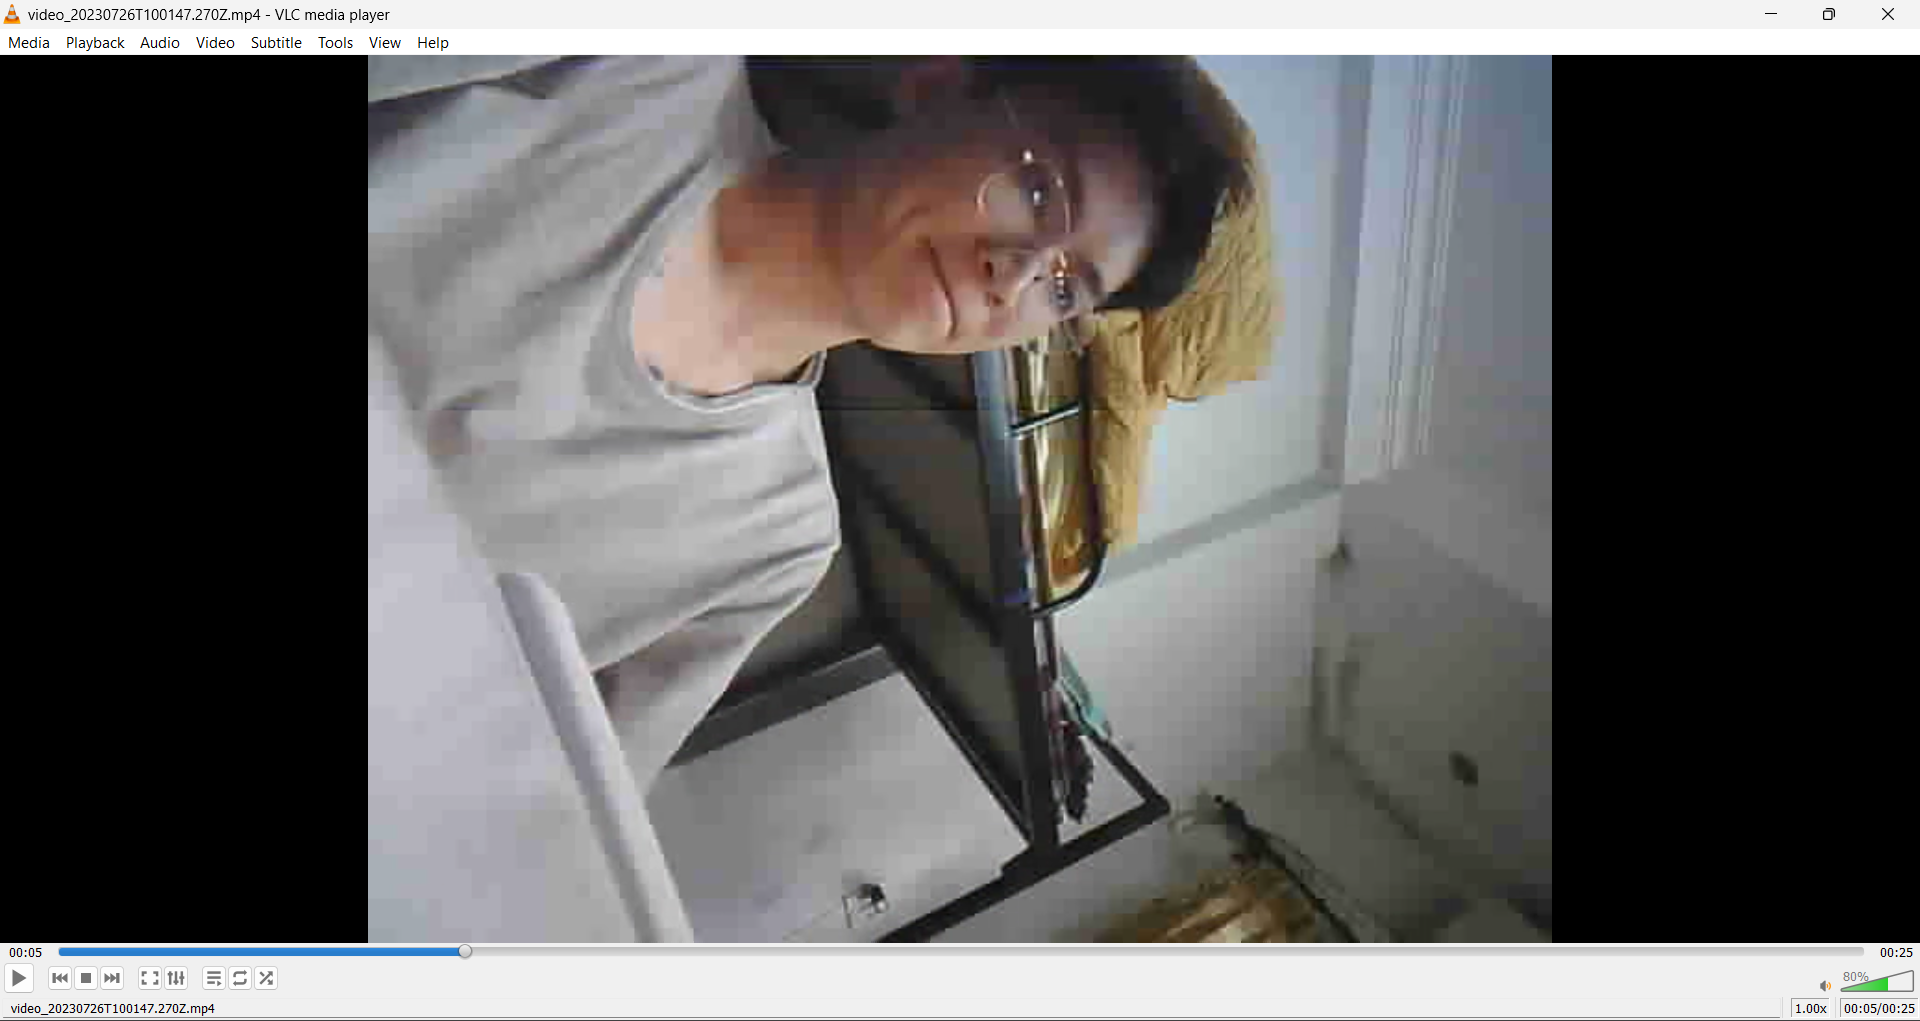 video_20230726T100147.270Z.mp4 - VLC media player
Media Playback Audio Video Subtitle Tools View Help
00:05 00:25
80%
video_20230726T100147.270Z.mp4 1.00x 00:05/00:25